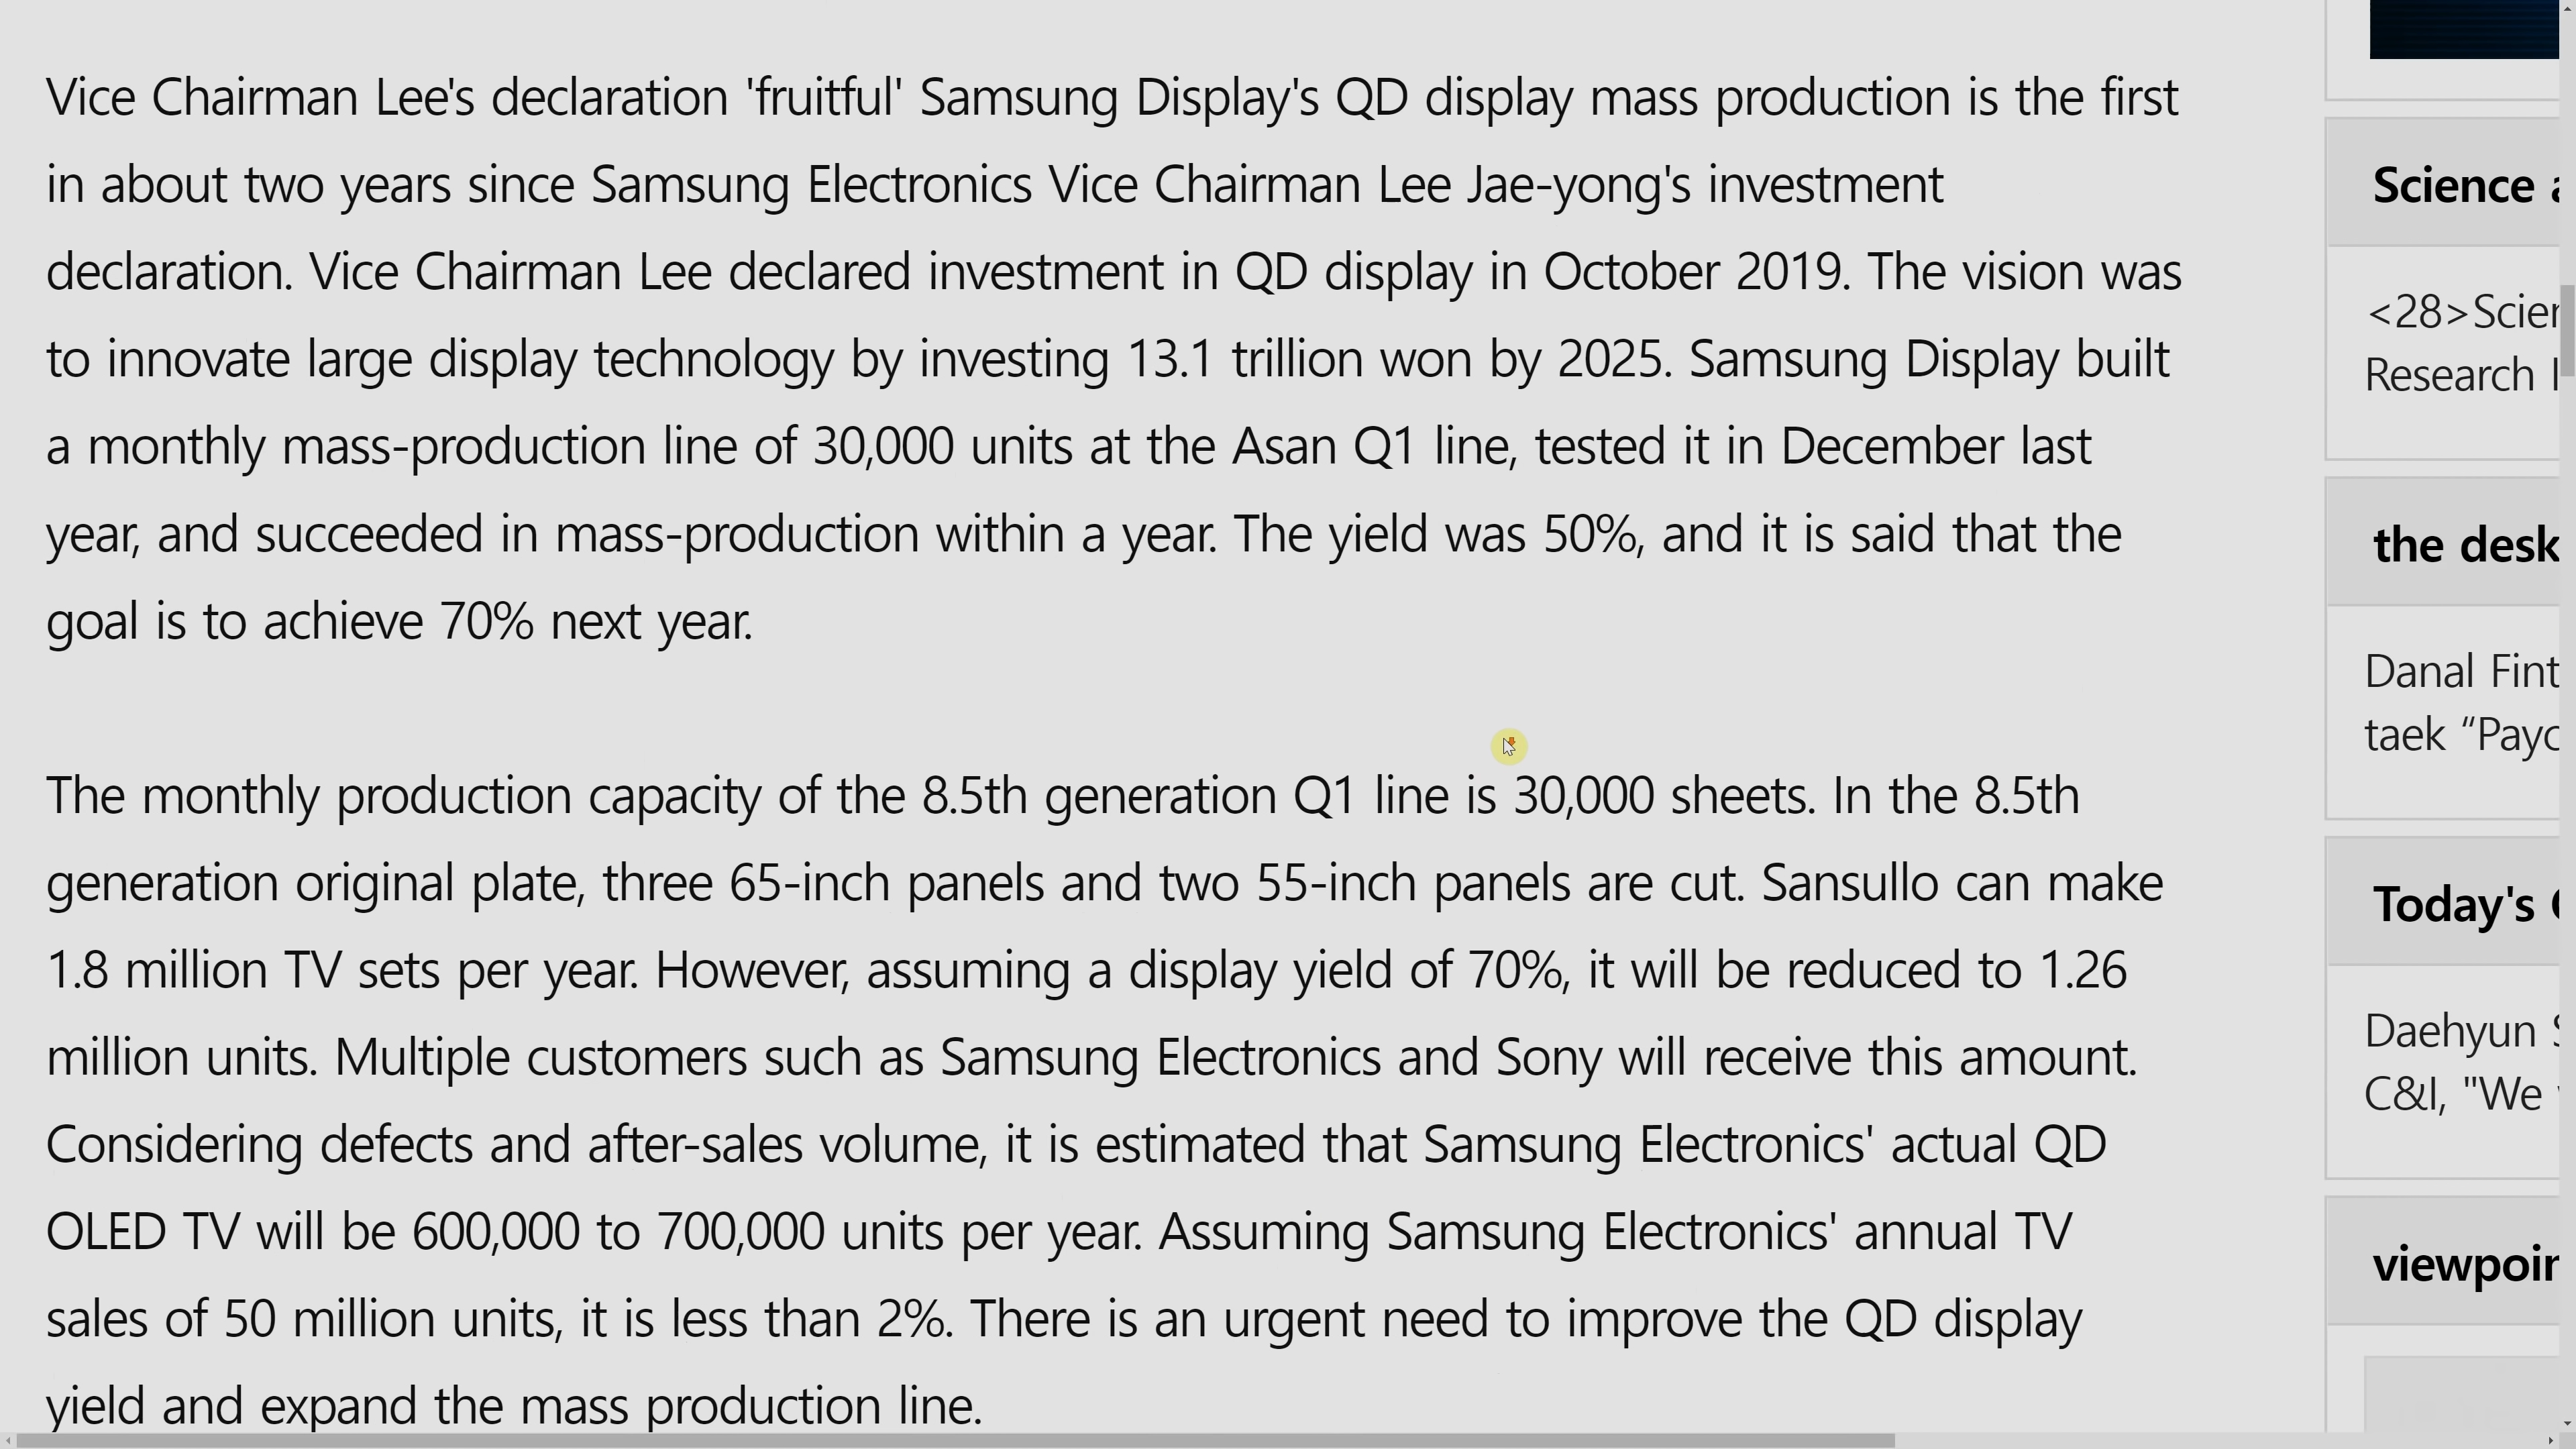 Vice Chairman Lee's declaration 'fruitful' Samsung Display's QD display mass production is the first
in about two years since Samsung Electronics Vice Chairman Lee Jae-yong's investment
declaration. Vice Chairman Lee declared investment in QD display in October 2019. The vision was
to innovate large display technology by investing 13.1 trillion won by 2025. Samsung Display built
a monthly mass-production line of 30,000 units at the Asan Q1 line, tested it in December last
year, and succeeded in mass-production within a year. The yield was 50%, and it is said that the
goal is to achieve 70% next year.
The monthly production capacity of the 8.5th generation Q1 line is 30,000 sheets. In the 8.5th
generation original plate, three 65-inch panels and two 55-inch panels are cut. Sansullo can make
1.8 million TV sets per year. However, assuming a display yield of 70%, it will be reduced to 1.26
million units. Multiple customers such as Samsung Electronics and Sony will receive this amount.
Considering defects and after-sales volume, it is estimated that Samsung Electronics' actual QD
OLED TV will be 600,000 to 700,000 units per year. Assuming Samsung Electronics' annual TV
sales of 50 million units, it is less than 2%. There is an urgent need to improve the QD display
yield and expand the mass production line.
Science
<28>Scien
Research
the desk
Danal Fint
taek “Payc
Today's
Daehyun
C&I, "We
viewpoin